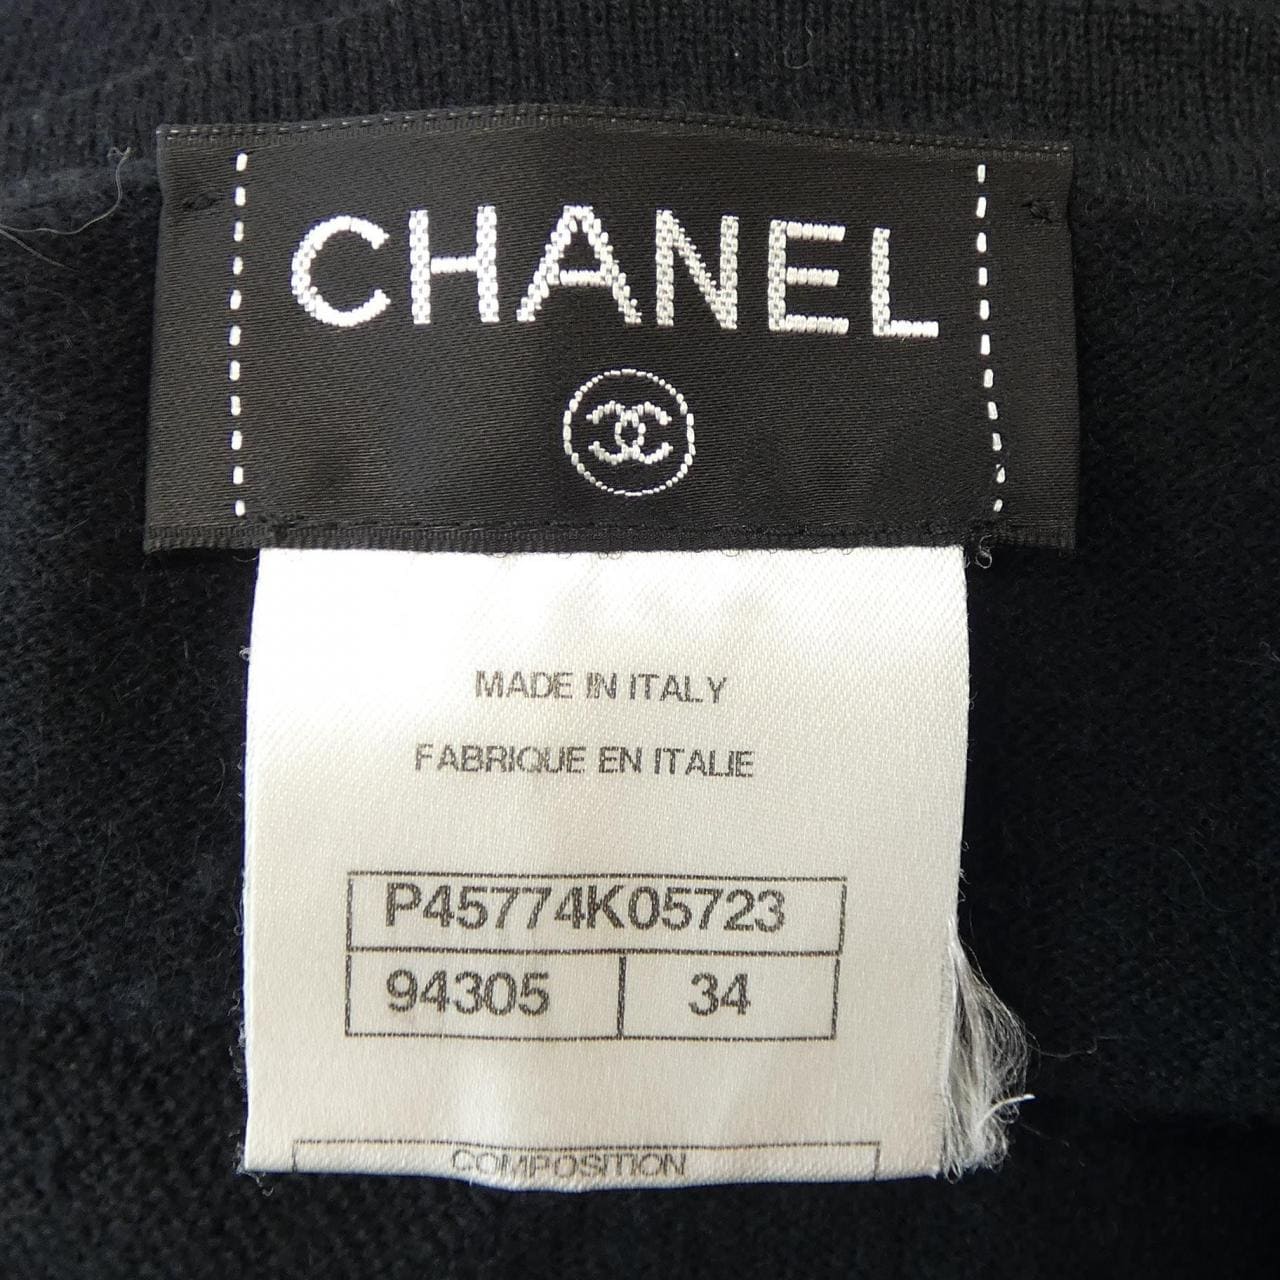 CHANEL
MADE IN ITALY
FABRIQUE EN ITALIE
P45774K05723
94305 34
COMPOSITION